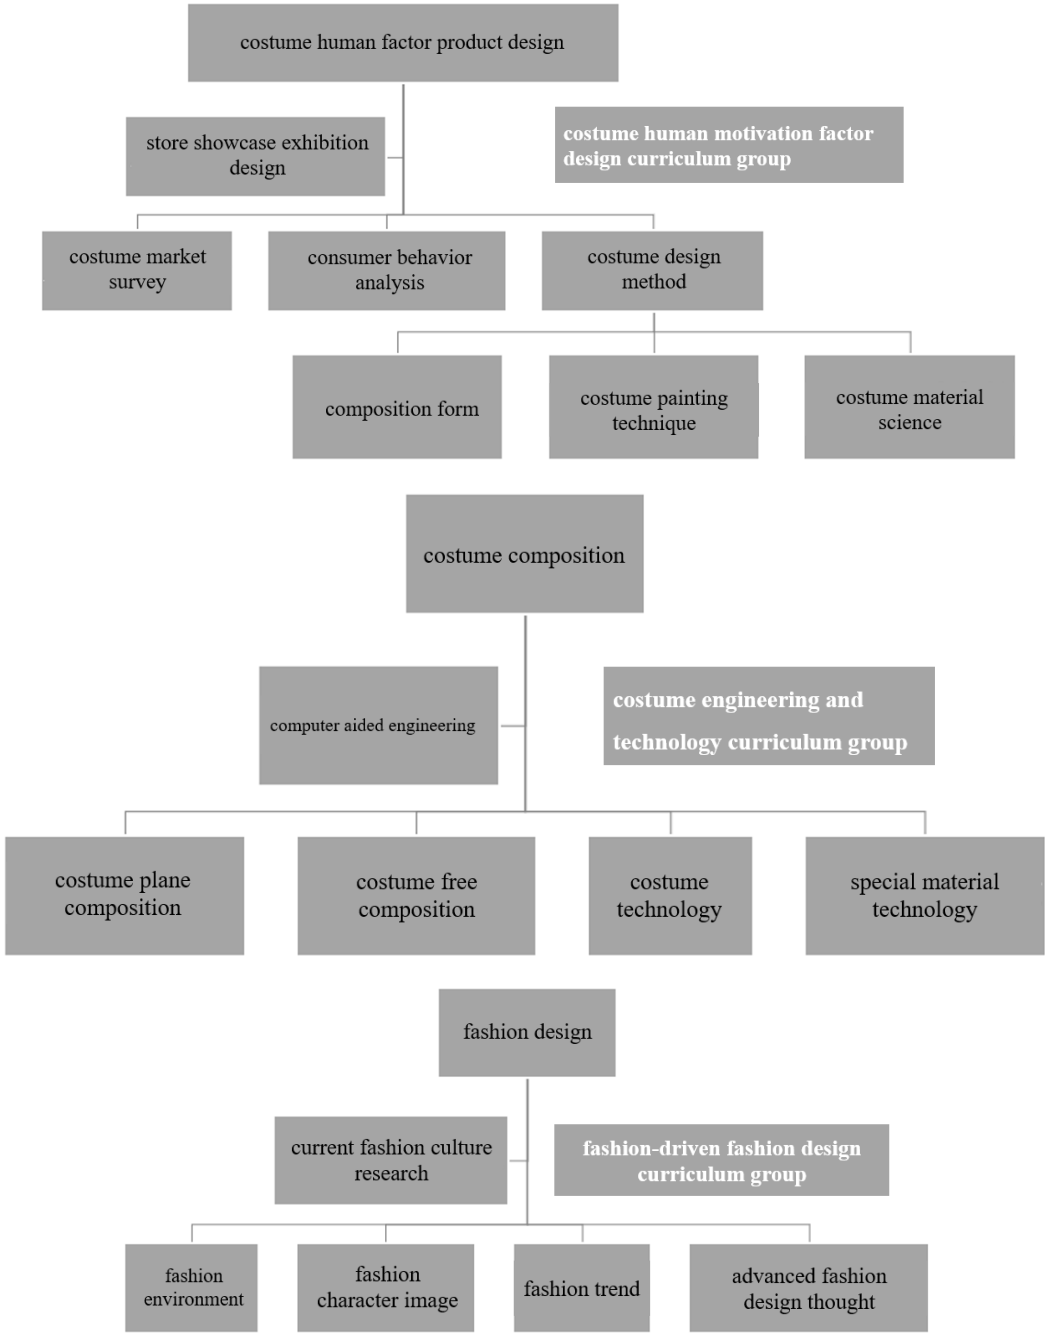 costume human factor product design
store showcase exhibition
design
costume human motivation factor
design curriculum group
costume market
survey
consumer behavior
analysis
costume design
method
composition form
costume painting
technique
costume material
science
costume composition
computer aided engineering
costume engineering and
technology curriculum group
costume plane
composition
costume free
composition
costume
technology
special material
technology
fashion design
current fashion culture
research
fashion-driven fashion design
curriculum group
fashion
environment
fashion
character image
fashion trend
advanced fashion
design thought